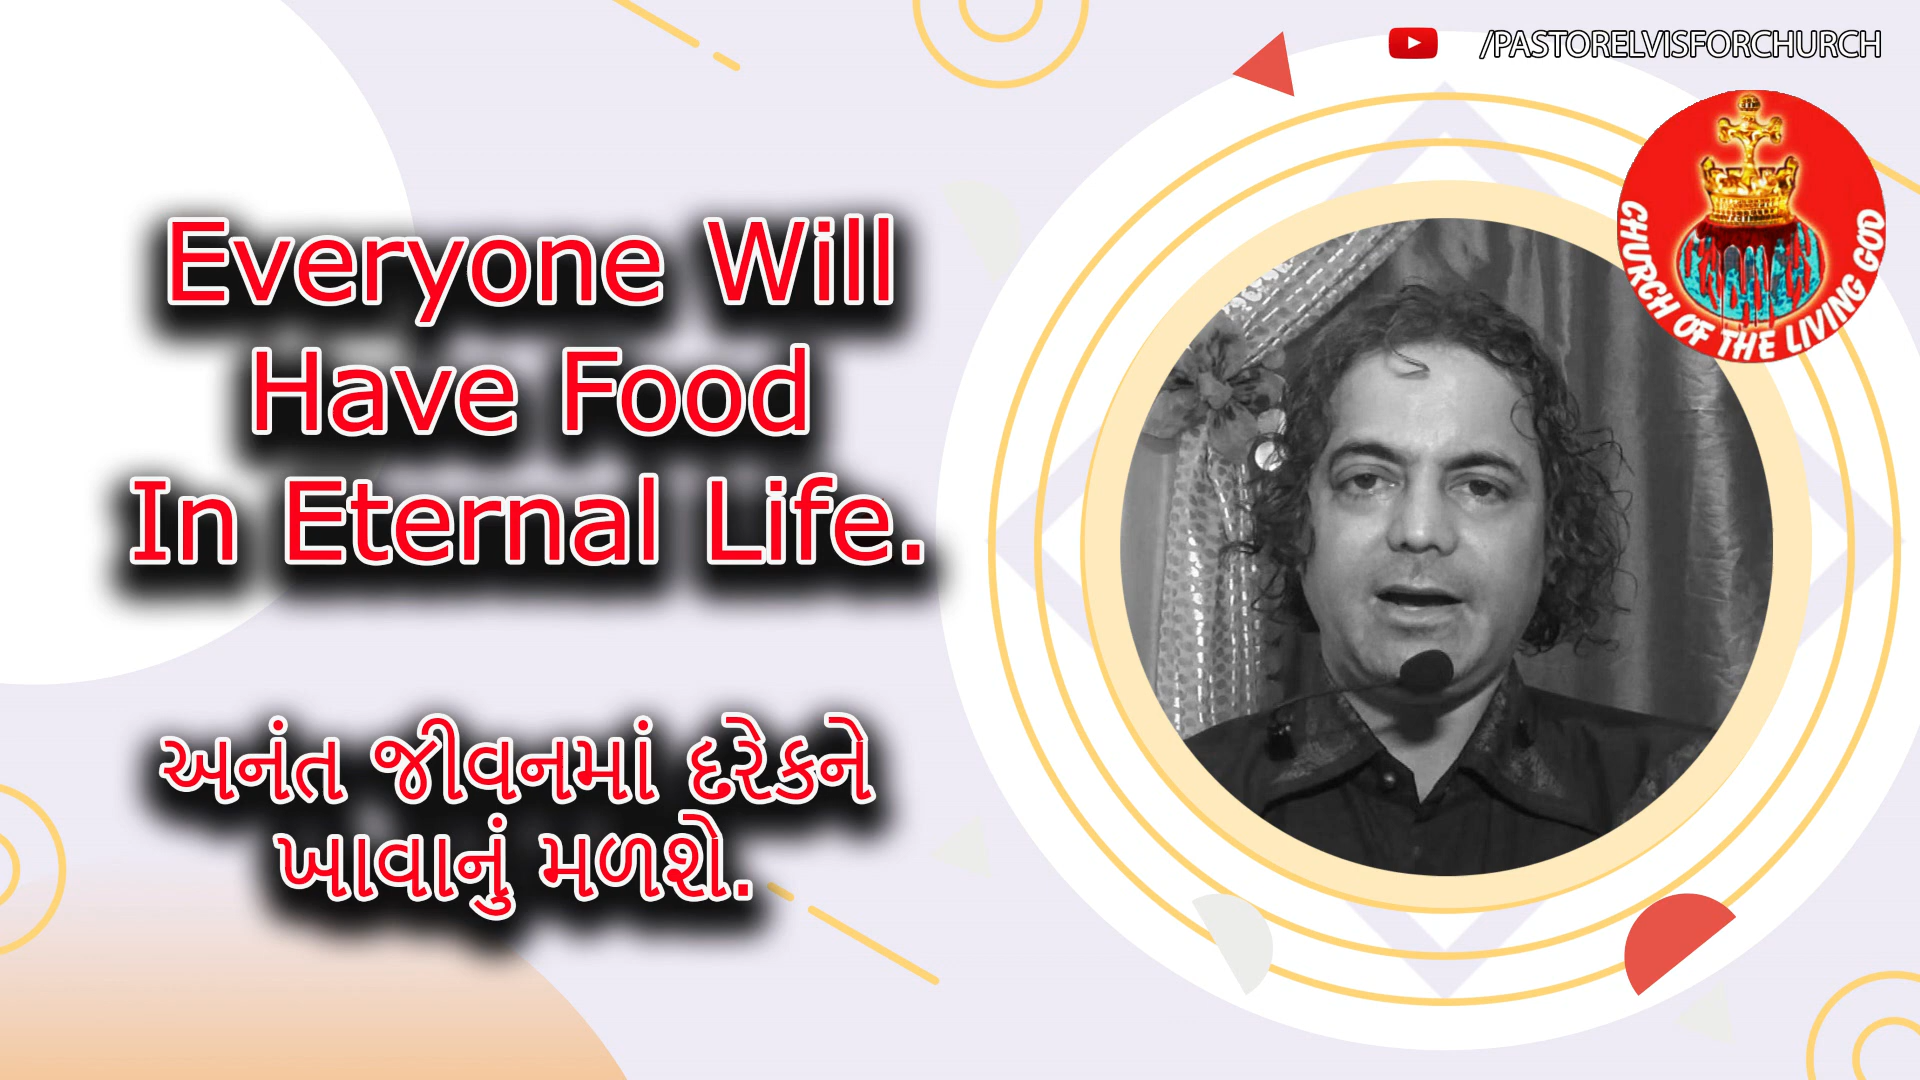 /PASTORELVISFORCHURCH
CHURCH OF THE LIVING GOD
Everyone Will
Have Food
In Eternal Life.
અનંત જીવનમાં દરેકને
ખાવાનું મળશે.